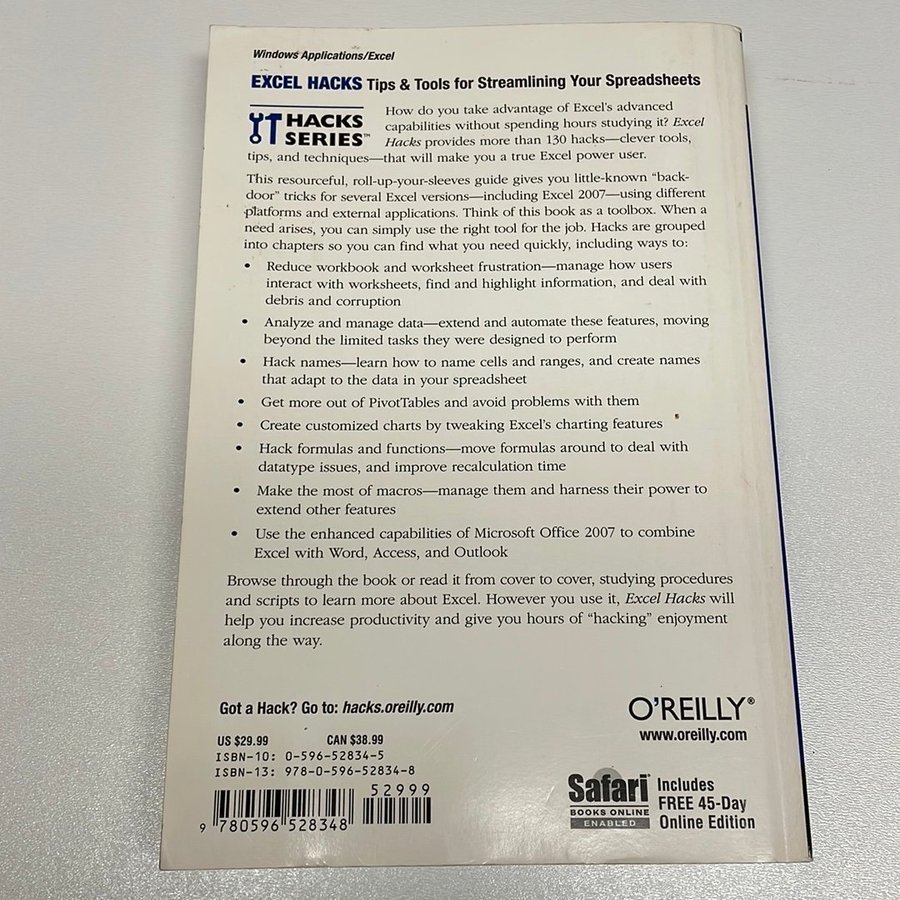 Windows Applications/Excel
EXCEL HACKS Tips & Tools for Streamlining Your Spreadsheets
HACKS
SERIES™
How do you take advantage of Excel's advanced
capabilities without spending hours studying it? Excel
Hacks provides more than 130 hacks—clever tools,
tips, and techniques—that will make you a true Excel power user.
This resourceful, roll-up-your-sleeves guide gives you little-known "back-
door" tricks for several Excel versions—including Excel 2007—using different
platforms and external applications. Think of this book as a toolbox. When a
need arises, you can simply use the right tool for the job. Hacks are grouped
into chapters so you can find what you need quickly, including ways to:
• Reduce workbook and worksheet frustration—manage how users
interact with worksheets, find and highlight information, and deal with
debris and corruption
• Analyze and manage data—extend and automate these features, moving
beyond the limited tasks they were designed to perform
• Hack names—learn how to name cells and ranges, and create names
that adapt to the data in your spreadsheet
• Get more out of PivotTables and avoid problems with them
• Create customized charts by tweaking Excel's charting features
• Hack formulas and functions—move formulas around to deal with
datatype issues, and improve recalculation time
• Make the most of macros—manage them and harness their power to
extend other features
• Use the enhanced capabilities of Microsoft Office 2007 to combine
Excel with Word, Access, and Outlook
Browse through the book or read it from cover to cover, studying procedures
and scripts to learn more about Excel. However you use it, Excel Hacks will
help you increase productivity and give you hours of "hacking" enjoyment
along the way.
Got a Hack? Go to: hacks.oreilly.com
US $29.99 CAN $38.99
ISBN-10: 0-596-52834-5
ISBN-13: 978-0-596-52834-8
52999
9 780596 528348
O'REILLY®
www.oreilly.com
Safari®
BOOKS ONLINE
ENABLED
Includes
FREE 45-Day
Online Edition